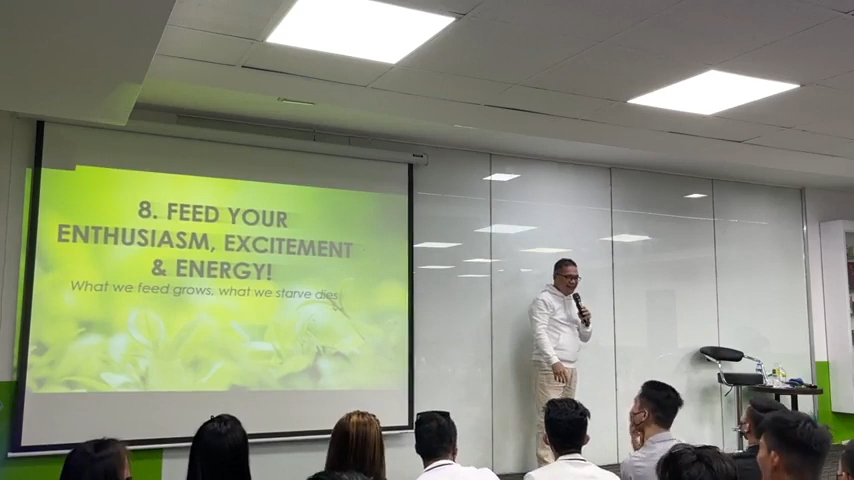 8. FEED YOUR
ENTHUSIASM, EXCITEMENT
& ENERGY!
What we feed grows, what we starve dies